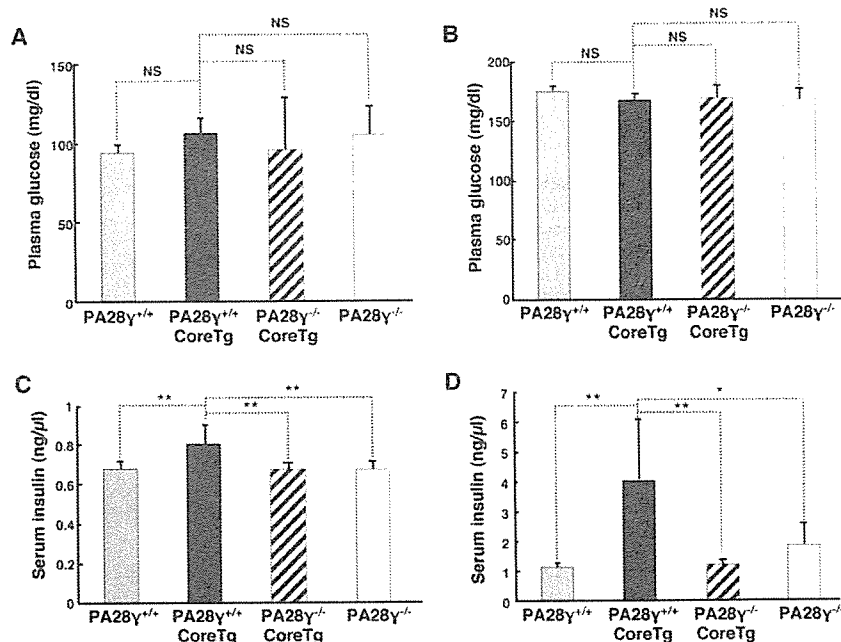 A
NS
NS
NS
Plasma glucose (mg/dl)
150
100
50
0
PA28γ+/+
PA28γ+/+
CoreTg
PA28γ-/-
CoreTg
PA28γ-/-
B
NS
NS
NS
Plasma glucose (mg/dl)
200
150
100
50
0
PA28γ+/+
PA28γ+/+
CoreTg
PA28γ-/-
CoreTg
PA28γ-/-
C
**
**
**
Serum insulin (ng/µl)
1
0.8
0.6
0.4
0.2
0
PA28γ+/+
PA28γ+/+
CoreTg
PA28γ-/-
CoreTg
PA28γ-/-
D
**
*
**
Serum insulin (ng/µl)
7
6
5
4
3
2
1
0
PA28γ+/+
PA28γ+/+
CoreTg
PA28γ-/-
CoreTg
PA28γ-/-